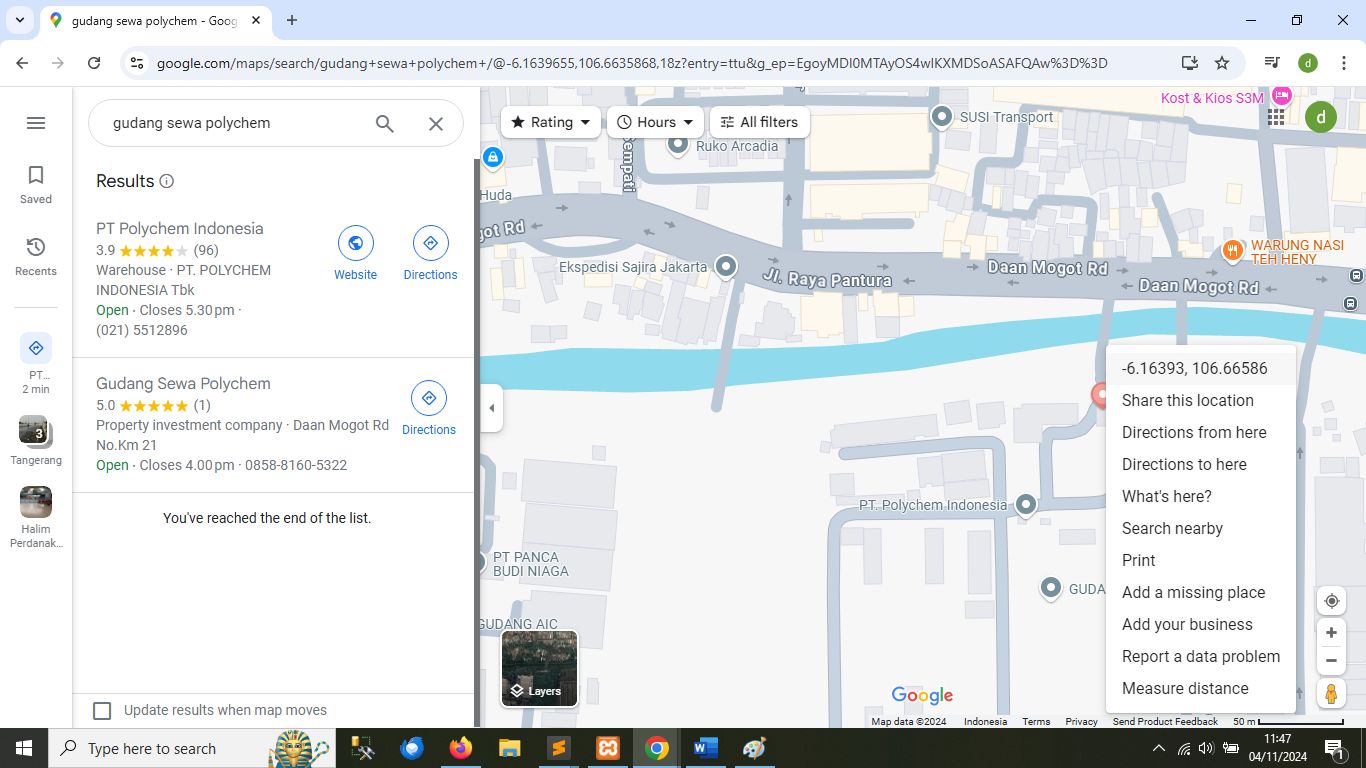 gudang sewa polychem - Goog
google.com/maps/search/gudang+sewa+polychem+/@-6.1639655,106.6635868,18z?entry=ttu&g_ep=EgoyMDI0MTAyOS4wIKXMDSoASAFQAw%3D%3D
d
gudang sewa polychem
Rating
Hours
All filters
d
Saved
Recents
PT...
2 min
3
Tangerang
Halim
Perdanak...
Results
PT Polychem Indonesia
3.9 (96)
Warehouse · PT. POLYCHEM
INDONESIA Tbk
Open · Closes 5.30 pm ·
(021) 5512896
Website
Directions
Gudang Sewa Polychem
5.0 (1)
Property investment company · Daan Mogot Rd
No.Km 21
Open · Closes 4.00 pm · 0858-8160-5322
Directions
You've reached the end of the list.
Update results when map moves
Kost & Kios S3M
SUSI Transport
Ruko Arcadia
empati
Huda
got Rd
WARUNG NASI
TEH HENY
Ekspedisi Sajira Jakarta
Jl. Raya Pantura
Daan Mogot Rd
Daan Mogot Rd
PT. Polychem Indonesia
PT PANCA
BUDI NIAGA
GUDA
GUDANG AIC
Layers
-6.16393, 106.66586
Share this location
Directions from here
Directions to here
What's here?
Search nearby
Print
Add a missing place
Add your business
Report a data problem
Measure distance
Google
Map data ©2024 Indonesia Terms Privacy Send Product Feedback 50 m
Type here to search
11:47
04/11/2024
1